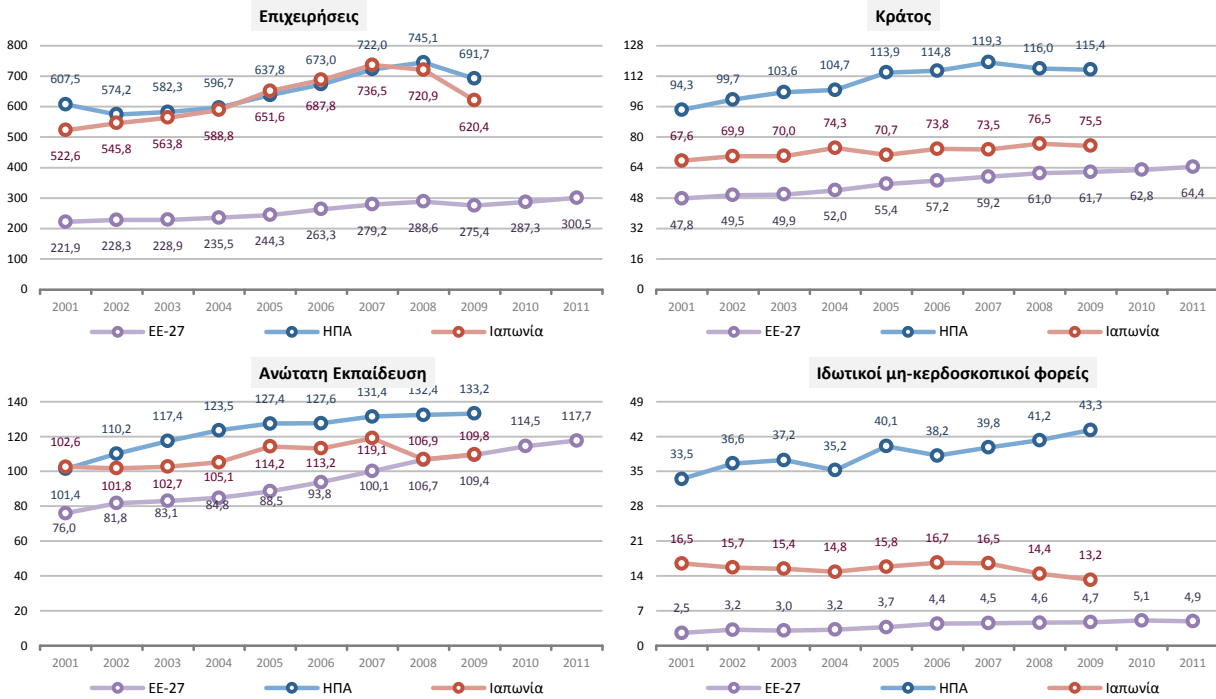 Επιχειρήσεις
800
700
600
500
400
300
200
100
0
607,5 574,2 582,3 596,7 637,8 673,0 722,0 745,1 691,7
522,6 545,8 563,8 588,8 651,6 687,8 736,5 720,9 620,4
221,9 228,3 228,9 235,5 244,3 263,3 279,2 288,6 275,4 287,3 300,5
2001 2002 2003 2004 2005 2006 2007 2008 2009 2010 2011
ΕΕ-27 ΗΠΑ Ιαπωνία
Κράτος
128
112
96
80
64
48
32
16
0
94,3 99,7 103,6 104,7 113,9 114,8 119,3 116,0 115,4
67,6 69,9 70,0 74,3 70,7 73,8 73,5 76,5 75,5
47,8 49,5 49,9 52,0 55,4 57,2 59,2 61,0 61,7 62,8 64,4
2001 2002 2003 2004 2005 2006 2007 2008 2009 2010 2011
ΕΕ-27 ΗΠΑ Ιαπωνία
Ανώτατη Εκπαίδευση
140
120
100
80
60
40
20
0
101,4 110,2 117,4 123,5 127,4 127,6 131,4 132,4 133,2
102,6 101,8 102,7 105,1 114,2 113,2 119,1 106,9 109,8
76,0 81,8 83,1 84,8 88,5 93,8 100,1 106,7 109,4 114,5 117,7
2001 2002 2003 2004 2005 2006 2007 2008 2009 2010 2011
ΕΕ-27 ΗΠΑ Ιαπωνία
Ιδωτικοί μη-κερδοσκοπικοί φορείς
49
42
35
28
21
14
7
0
33,5 36,6 37,2 35,2 40,1 38,2 39,8 41,2 43,3
16,5 15,7 15,4 14,8 15,8 16,7 16,5 14,4 13,2
2,5 3,2 3,0 3,2 3,7 4,4 4,5 4,6 4,7 5,1 4,9
2001 2002 2003 2004 2005 2006 2007 2008 2009 2010 2011
ΕΕ-27 ΗΠΑ Ιαπωνία